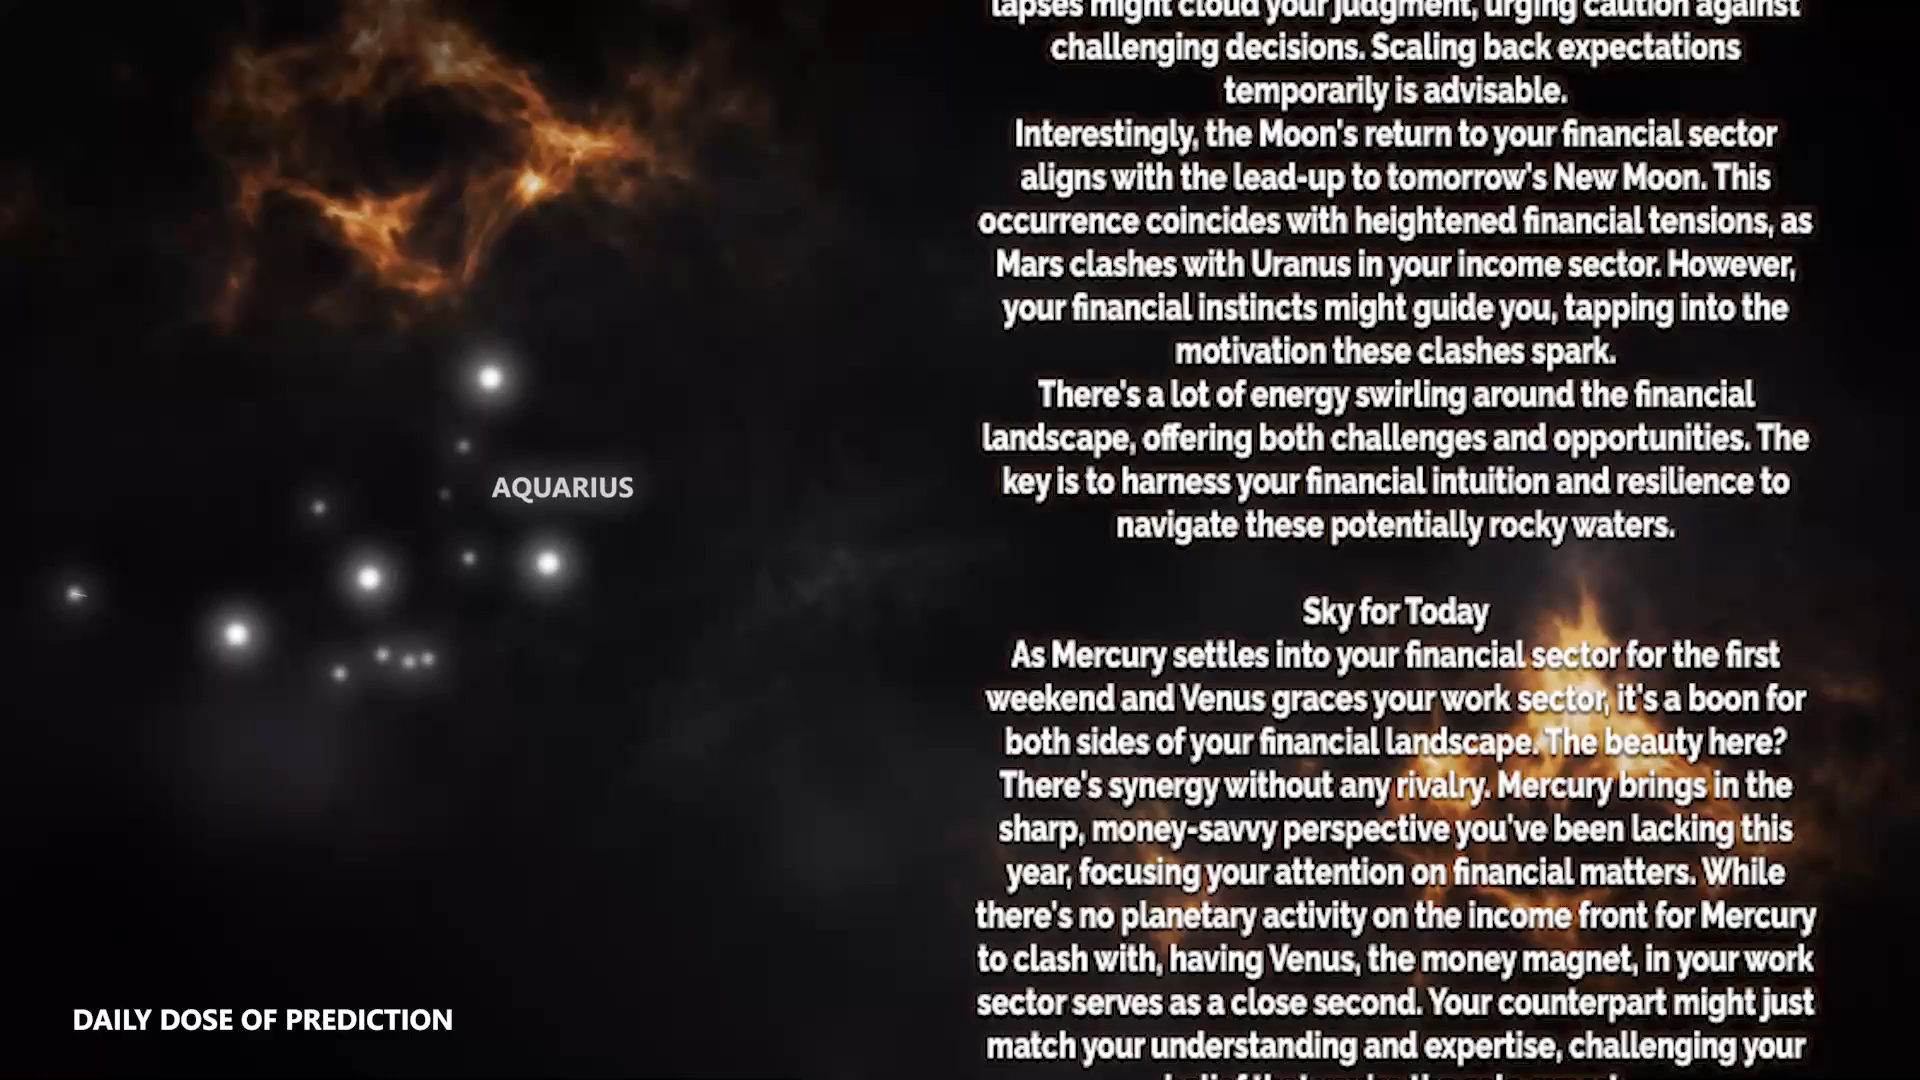 lapses might cloud your judgment, urging caution against
challenging decisions. Scaling back expectations
temporarily is advisable.
Interestingly, the Moon's return to your financial sector
aligns with the lead-up to tomorrow's New Moon. This
occurrence coincides with heightened financial tensions, as
Mars clashes with Uranus in your income sector. However,
your financial instincts might guide you, tapping into the
motivation these clashes spark.
There's a lot of energy swirling around the financial
landscape, offering both challenges and opportunities. The
key is to harness your financial intuition and resilience to
navigate these potentially rocky waters.
AQUARIUS
Sky for Today
As Mercury settles into your financial sector for the first
weekend and Venus graces your work sector, it's a boon for
both sides of your financial landscape. The beauty here?
There's synergy without any rivalry. Mercury brings in the
sharp, money-savvy perspective you've been lacking this
year, focusing your attention on financial matters. While
there's no planetary activity on the income front for Mercury
to clash with, having Venus, the money magnet, in your work
sector serves as a close second. Your counterpart might just
match your understanding and expertise, challenging your
DAILY DOSE OF PREDICTION